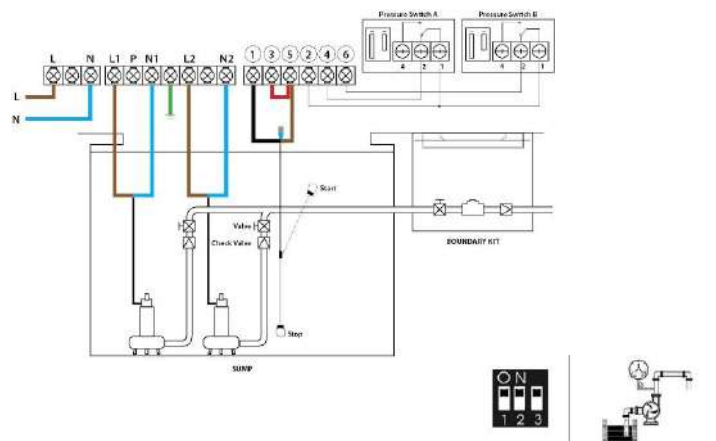 Pressure Switch A Pressure Switch B
L N L1 P N1 L2 N2 1 3 5 2 4 6
4 2 1 4 2 1
L
N
Start
Valve
Check Valve
BOUNDARY KIT
Stop
SUMP
ON
1 2 3